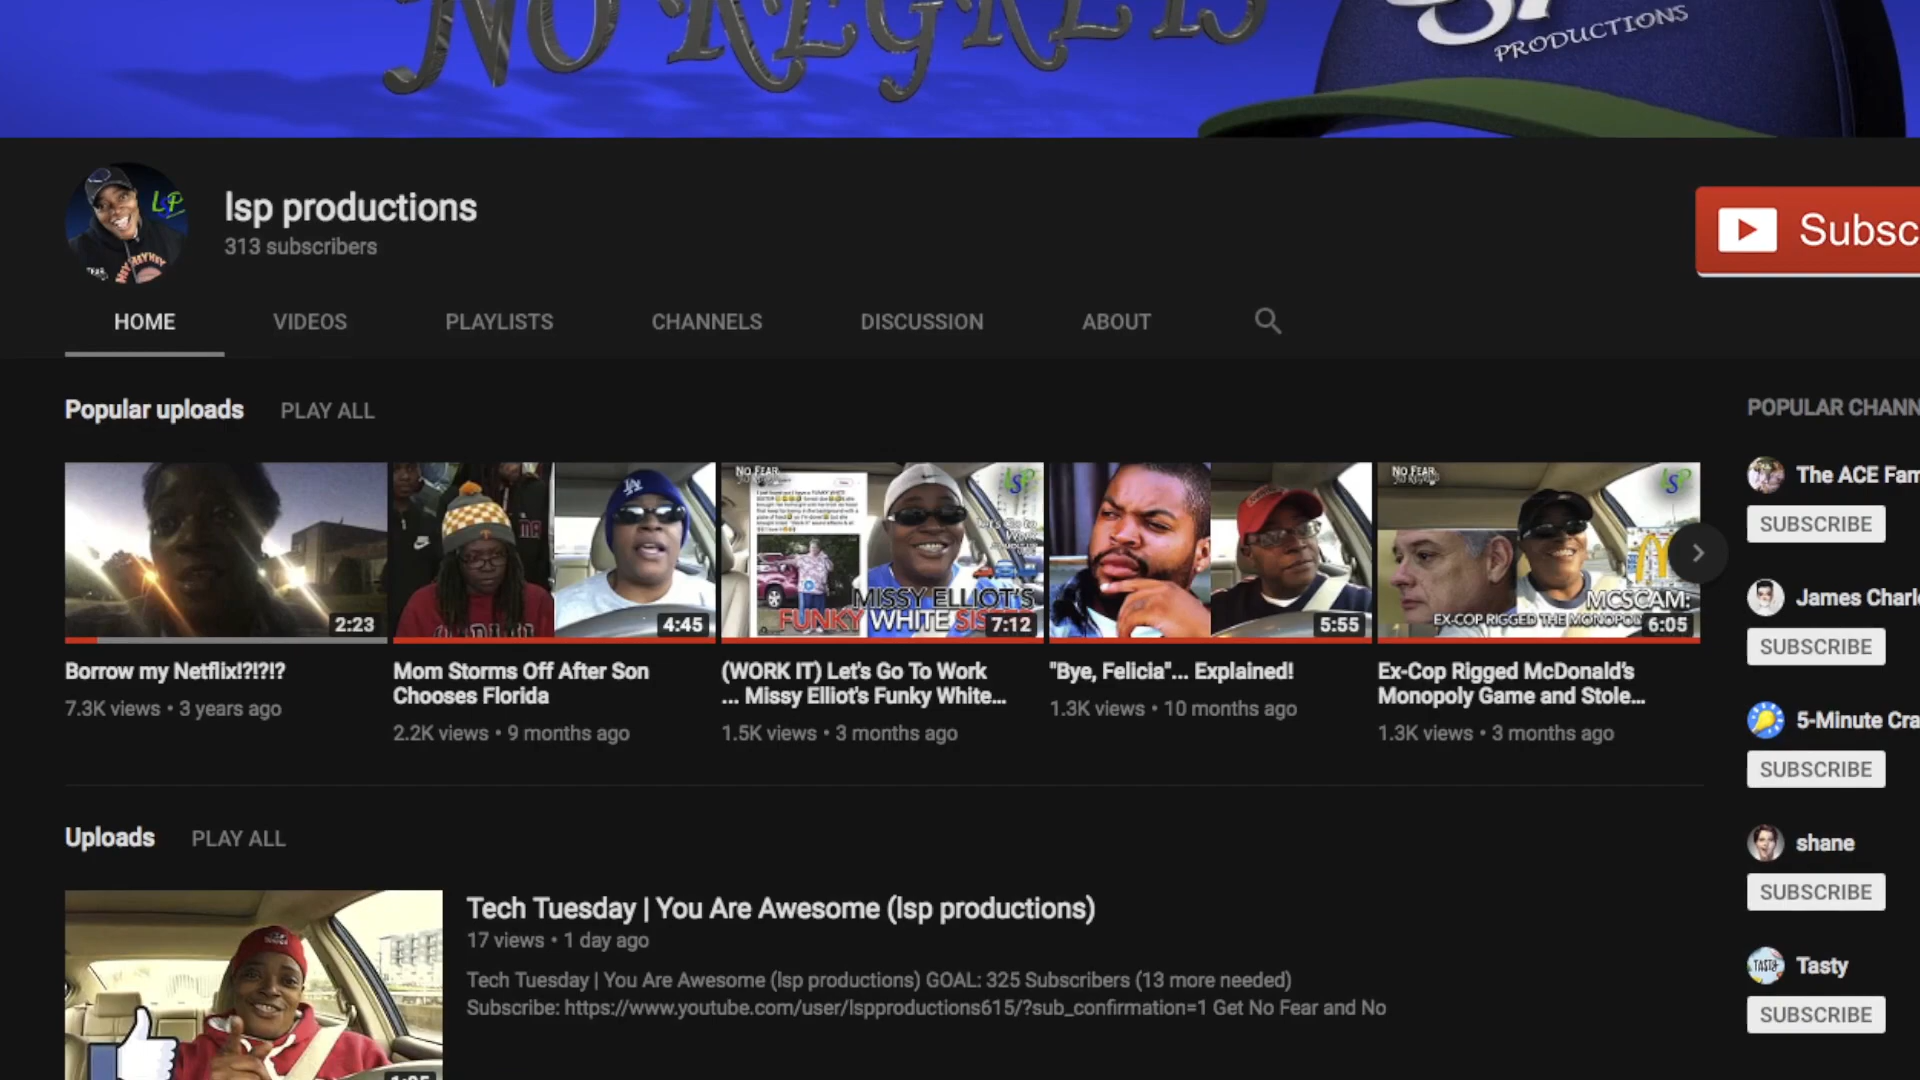 NO REGRETS
PRODUCTIONS
LSP
lsp productions
313 subscribers
HOME VIDEOS PLAYLISTS CHANNELS DISCUSSION ABOUT
Popular uploads PLAY ALL
POPULAR CHANN
The ACE Fam
SUBSCRIBE
James Charle
SUBSCRIBE
5-Minute Cra
SUBSCRIBE
shane
SUBSCRIBE
Tasty
SUBSCRIBE
2:23
Borrow my Netflix!?!?!?
7.3K views • 3 years ago
LA
4:45
Mom Storms Off After Son
Chooses Florida
2.2K views • 9 months ago
NO FEAR
MISSY ELLIOT'S
FUNKY WHITE SIS
7:12
(WORK IT) Let's Go To Work
... Missy Elliot's Funky White...
1.5K views • 3 months ago
5:55
"Bye, Felicia"... Explained!
1.3K views • 10 months ago
NO FEAR
MCSCAM:
EX-COP RIGGED THE MONOPOL
6:05
Ex-Cop Rigged McDonald's
Monopoly Game and Stole...
1.3K views • 3 months ago
Uploads PLAY ALL
Tech Tuesday | You Are Awesome (lsp productions)
17 views • 1 day ago
Tech Tuesday | You Are Awesome (lsp productions) GOAL: 325 Subscribers (13 more needed)
Subscribe: https://www.youtube.com/user/lspproductions615/?sub_confirmation=1 Get No Fear and No
Subsc